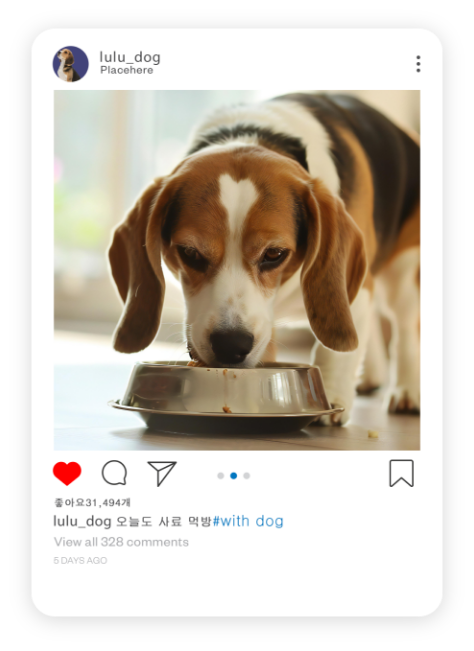 lulu_dog
Placehere
좋아요31,494개
lulu_dog 오늘도 사료 먹방#with dog
View all 328 comments
5 DAYS AGO